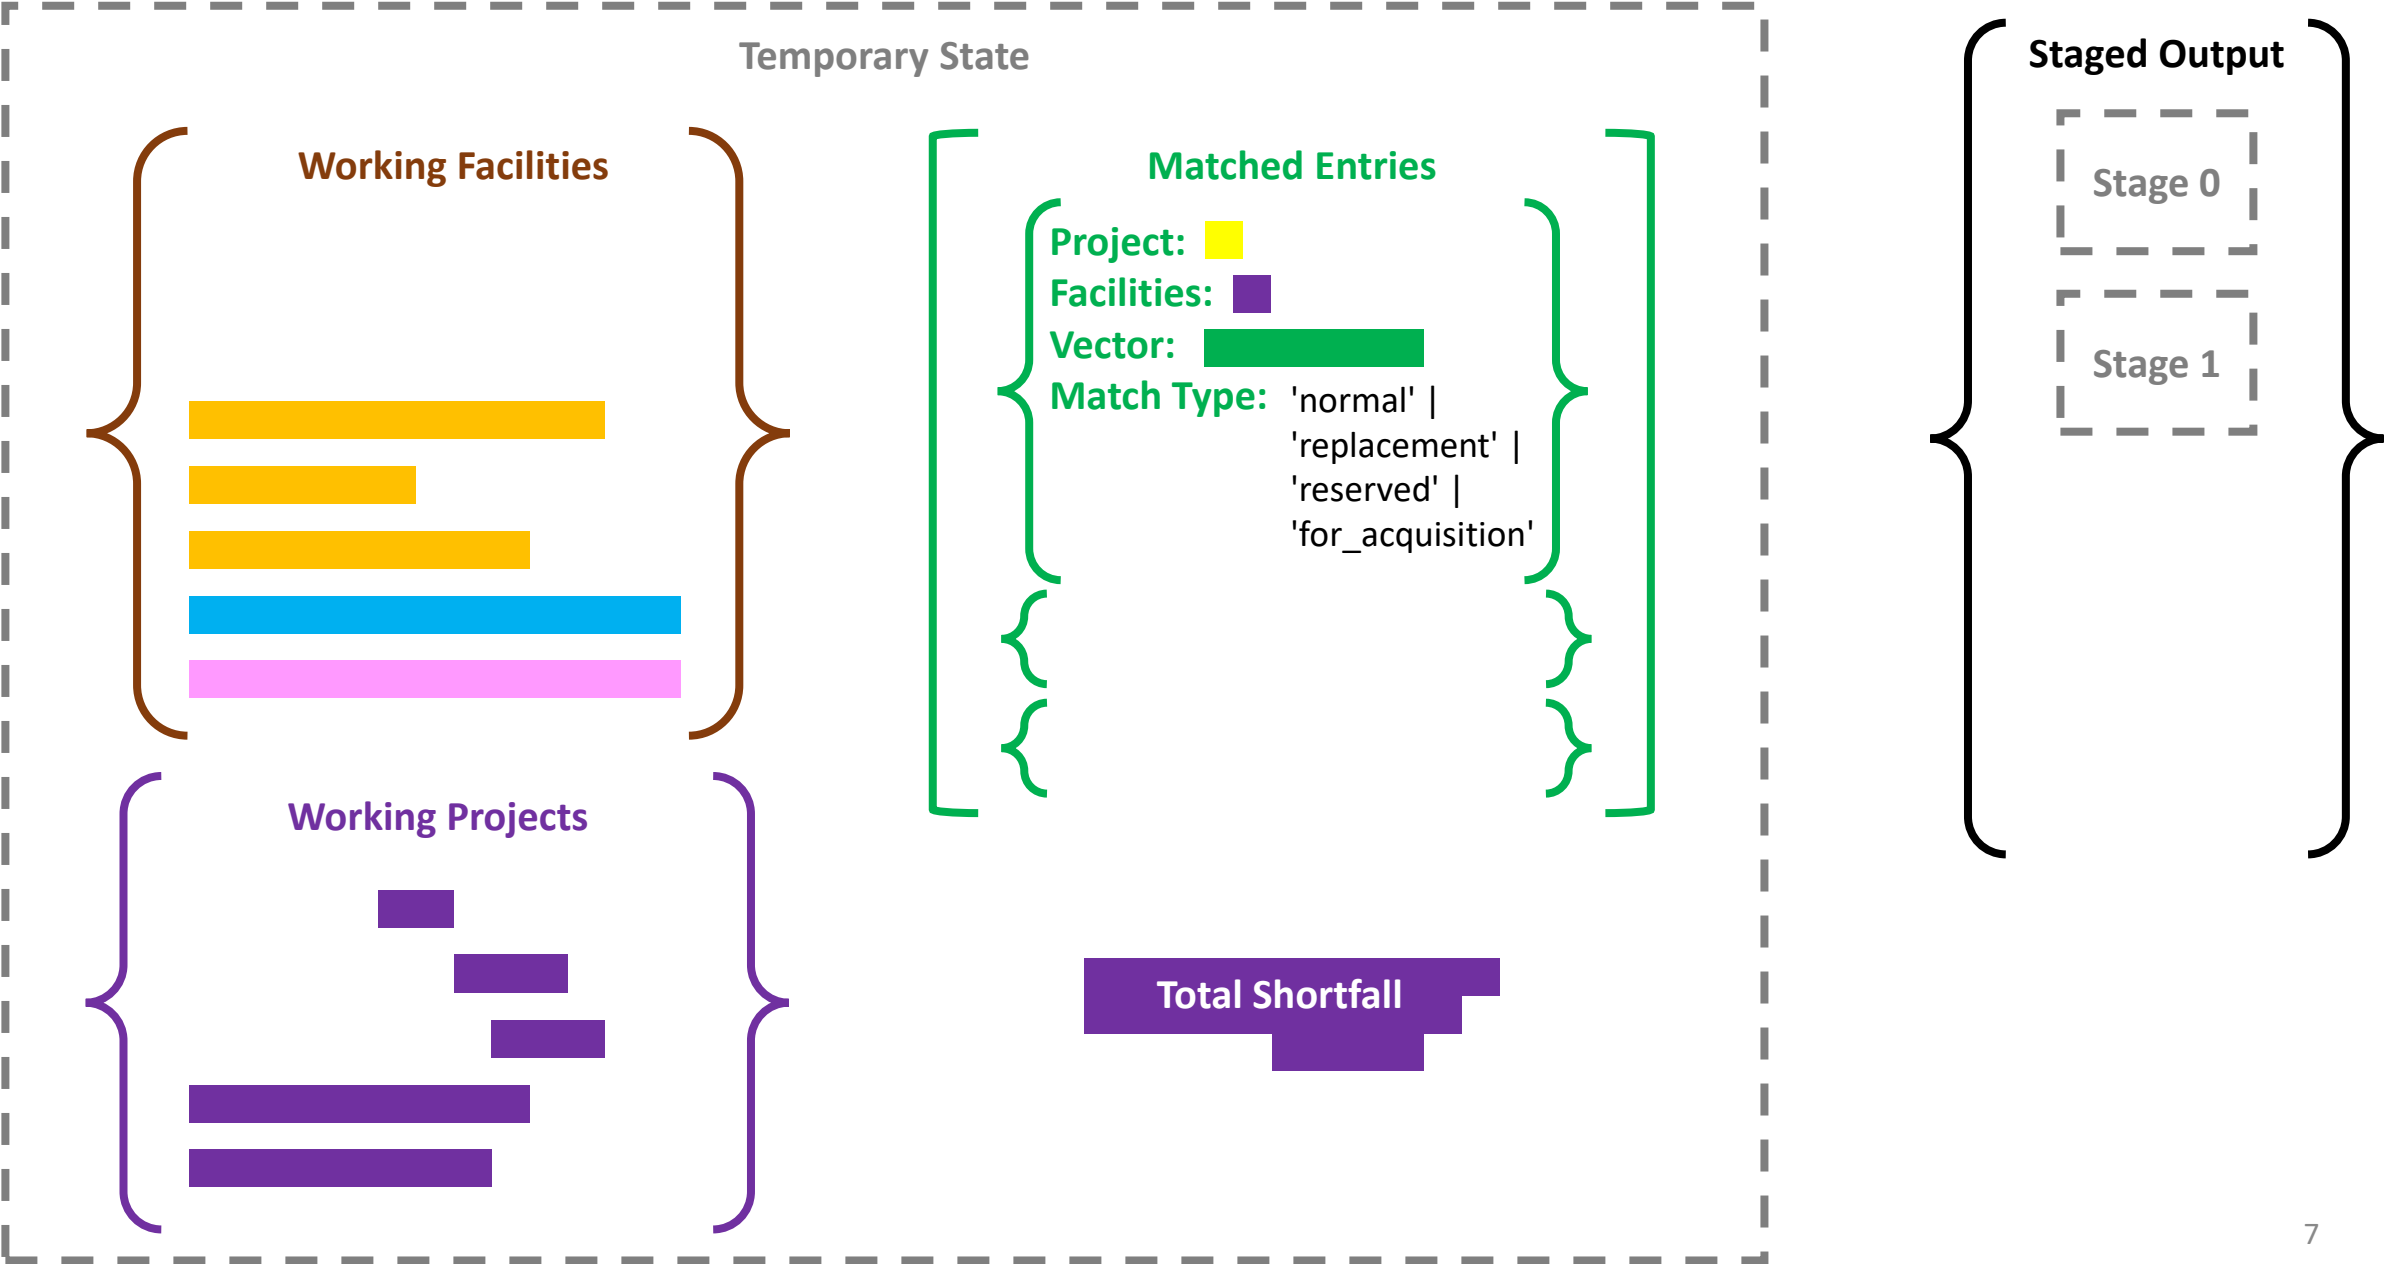 Temporary State
Working Facilities
Matched Entries
Project:
Facilities:
Vector:
Match Type: 'normal' |
'replacement' |
'reserved' |
'for_acquisition'
Working Projects
Total Shortfall
Staged Output
Stage 0
Stage 1
7